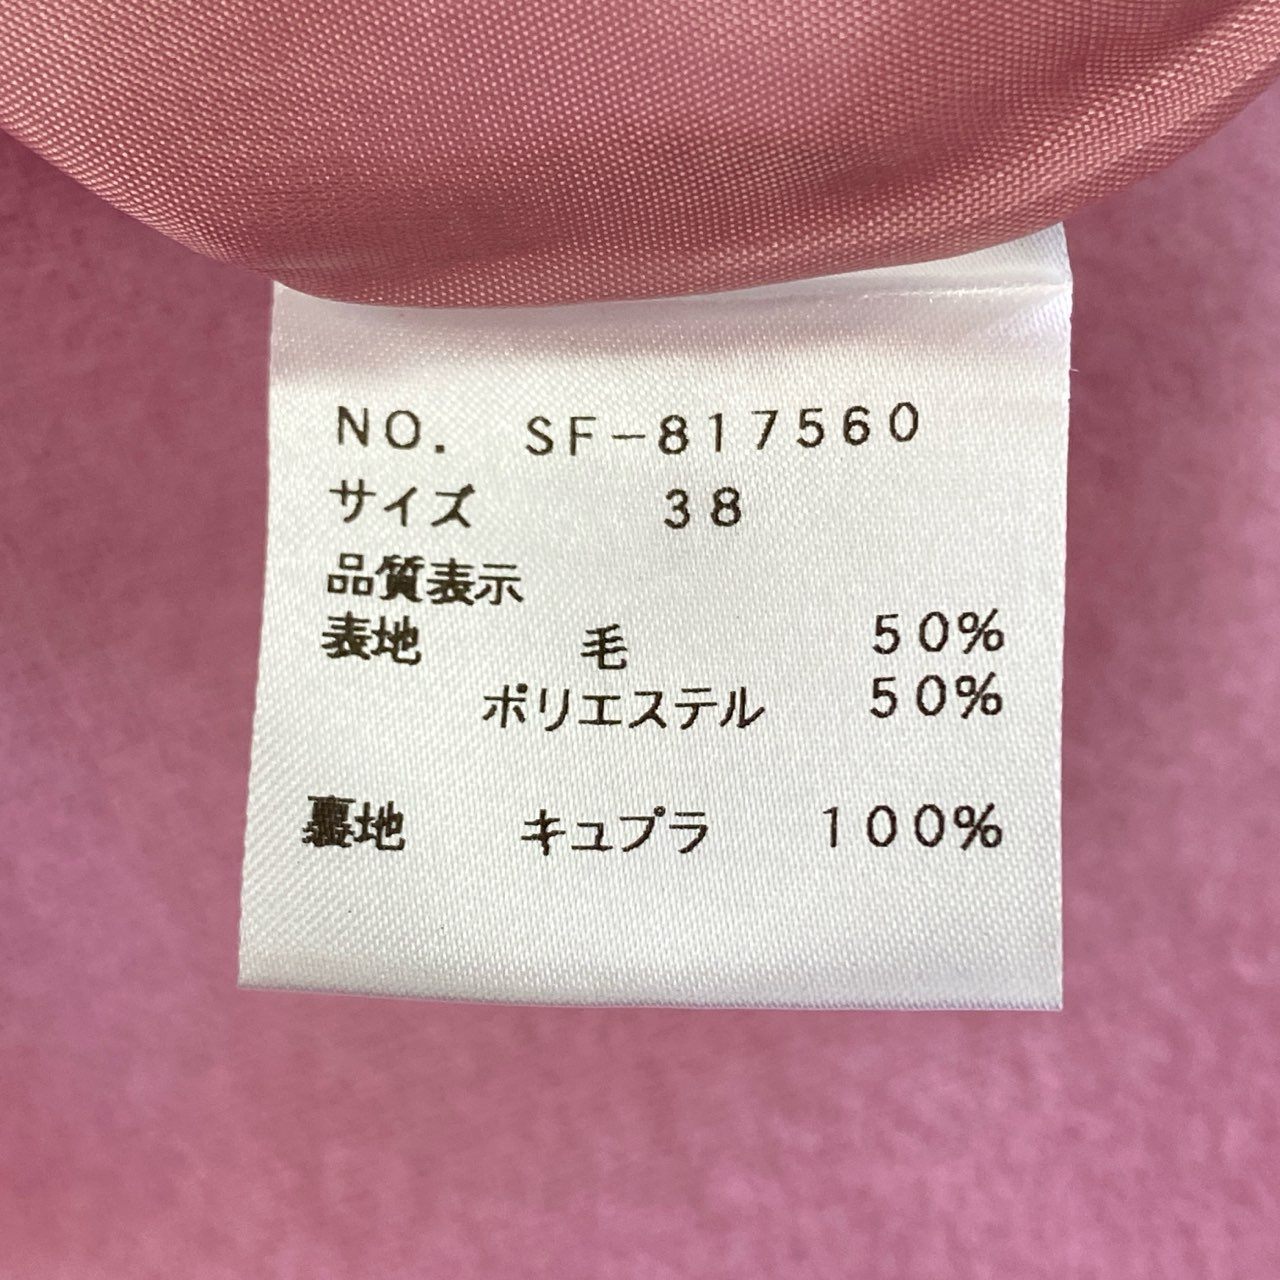 NO. SF-817560
サイズ 38
品質表示
表地 毛 50%
ポリエステル 50%
裏地 キュプラ 100%